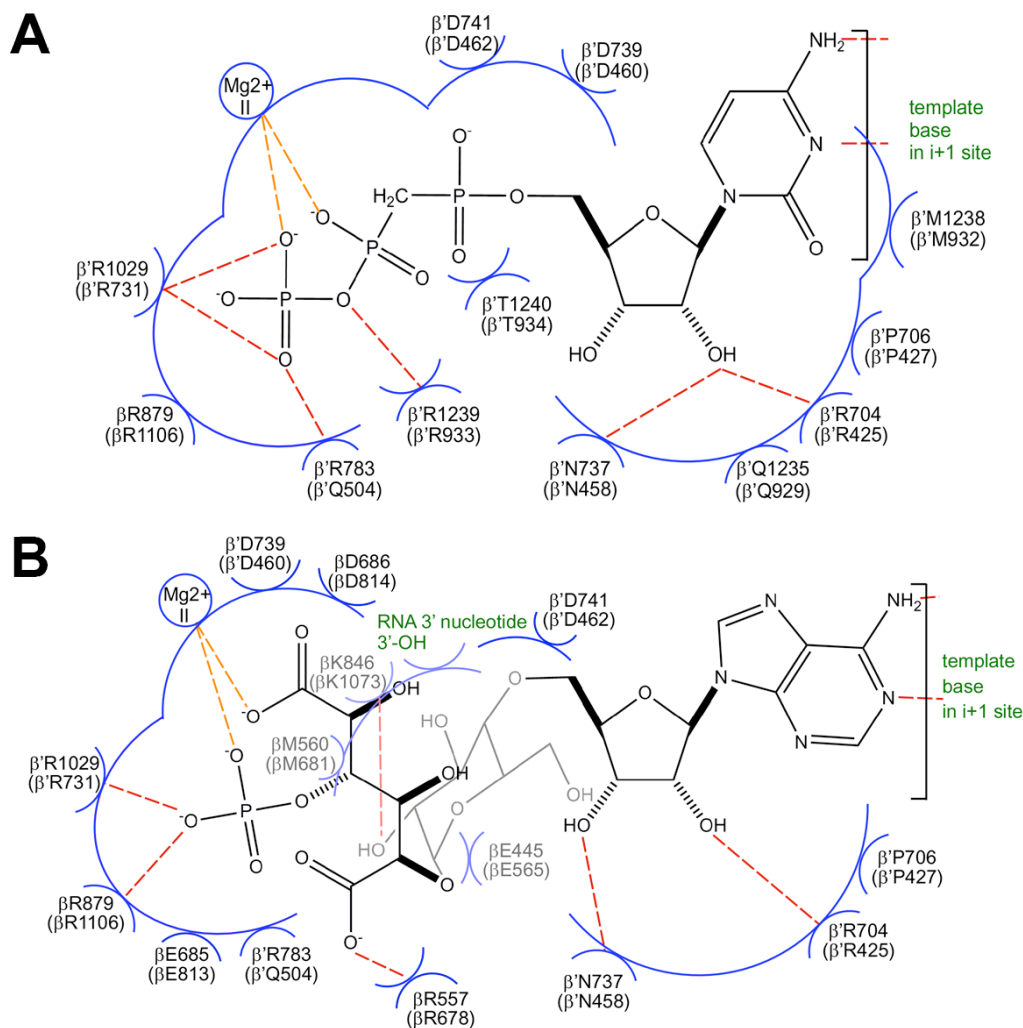 A
β'D741
(β'D462)
β'D739
(β'D460)
NH₂
Mg2+
II
template
base
in i+1 site
O⁻
N
H₂C
P
O
N
⁻O
O
O
P
O⁻
O
O
β'M1238
(β'M932)
β'R1029
(β'R731)
⁻O
P
O
β'T1240
(β'T934)
HO
OH
O
β'P706
(β'P427)
βR879
(βR1106)
β'R1239
(β'R933)
β'R704
(β'R425)
β'R783
(β'Q504)
β'N737
(β'N458)
β'Q1235
(β'Q929)
B
β'D739
(β'D460)
βD686
(βD814)
Mg2+
II
β'D741
(β'D462)
N
NH₂
RNA 3' nucleotide
3'-OH
O
βK846
(βK1073)
OH
O
O
N
N
N
template
base
in i+1 site
⁻O
HO
βM560
(βM681)
OH
O⁻
OH
β'R1029
(β'R731)
O
O
⁻O
P
HO
OH
O
O
HO
βE445
(βE565)
β'P706
(β'P427)
O
βR879
(βR1106)
O⁻
β'R704
(β'R425)
βE685
(βE813)
β'R783
(β'Q504)
βR557
(βR678)
β'N737
(β'N458)